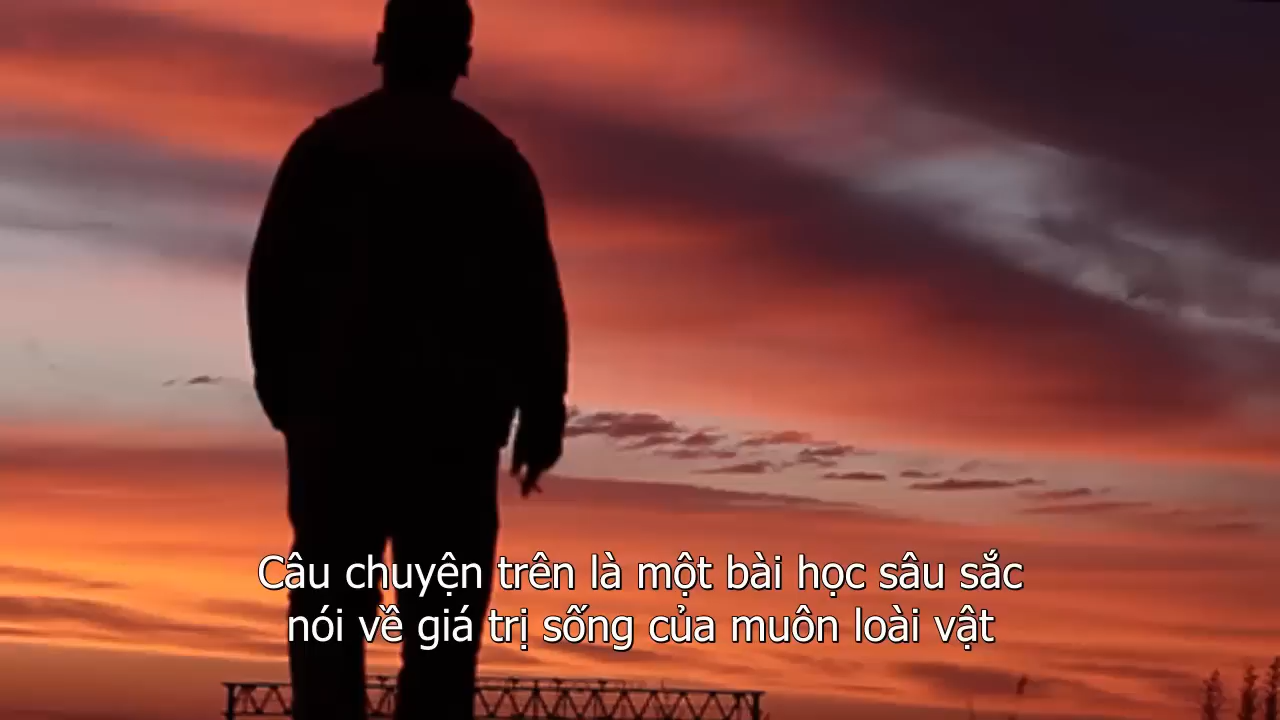 Câu chuyện trên là một bài học sâu sắc
nói về giá trị sống của muôn loài vật